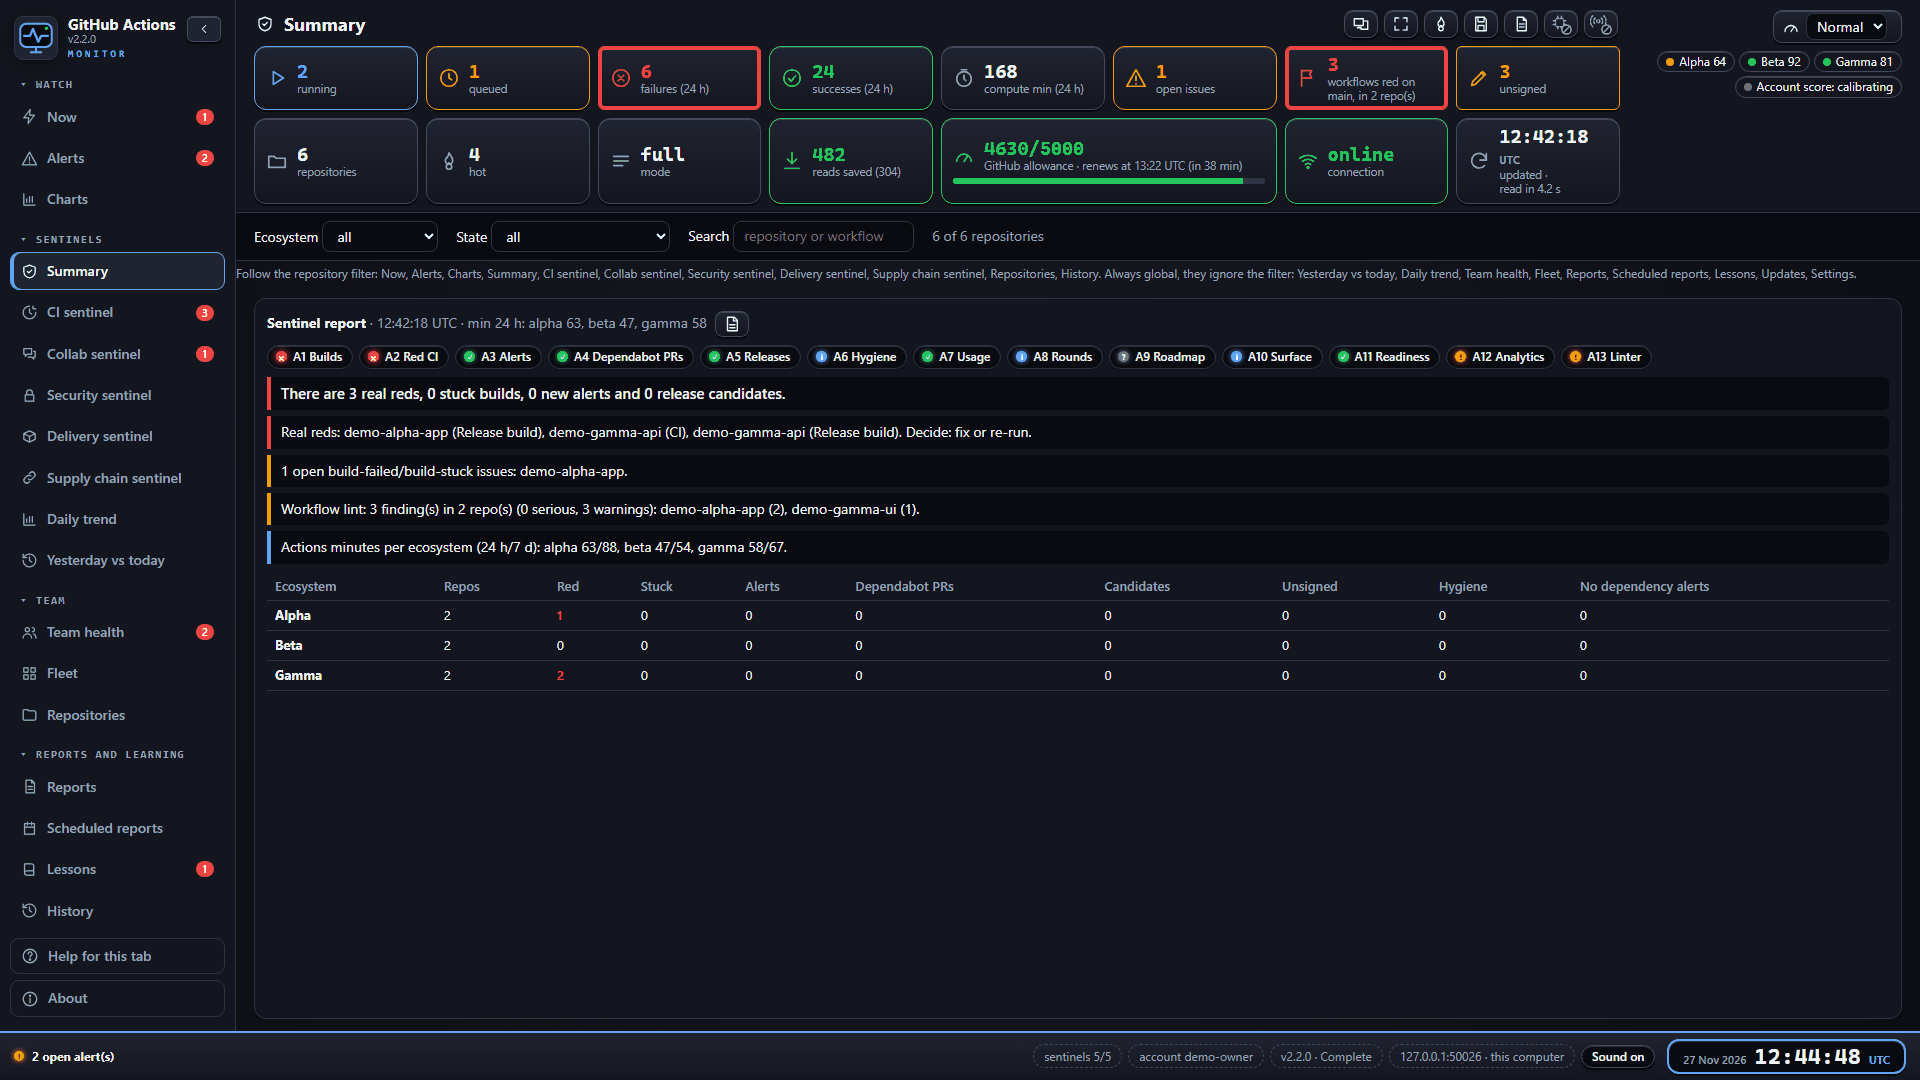 GitHub Actions
v2.2.0
MONITOR
WATCH
Now 1
Alerts 2
Charts
SENTINELS
Summary
CI sentinel 3
Collab sentinel 1
Security sentinel
Delivery sentinel
Supply chain sentinel
Daily trend
Yesterday vs today
TEAM
Team health 2
Fleet
Repositories
REPORTS AND LEARNING
Reports
Scheduled reports
Lessons 1
History
Help for this tab
About
Summary
Normal
2 running
1 queued
6 failures (24 h)
24 successes (24 h)
168 compute min (24 h)
1 open issues
3 workflows red on main, in 2 repo(s)
3 unsigned
Alpha 64 Beta 92 Gamma 81
Account score: calibrating
6 repositories
4 hot
full mode
482 reads saved (304)
4630/5000 GitHub allowance · renews at 13:22 UTC (in 38 min)
online connection
12:42:18 UTC updated · read in 4.2 s
Ecosystem all State all Search repository or workflow 6 of 6 repositories
Follow the repository filter: Now, Alerts, Charts, Summary, CI sentinel, Collab sentinel, Security sentinel, Delivery sentinel, Supply chain sentinel, Repositories, History. Always global, they ignore the filter: Yesterday vs today, Daily trend, Team health, Fleet, Reports, Scheduled reports, Lessons, Updates, Settings.
Sentinel report · 12:42:18 UTC · min 24 h: alpha 63, beta 47, gamma 58
A1 Builds A2 Red CI A3 Alerts A4 Dependabot PRs A5 Releases A6 Hygiene A7 Usage A8 Rounds A9 Roadmap A10 Surface A11 Readiness A12 Analytics A13 Linter
There are 3 real reds, 0 stuck builds, 0 new alerts and 0 release candidates.
Real reds: demo-alpha-app (Release build), demo-gamma-api (CI), demo-gamma-api (Release build). Decide: fix or re-run.
1 open build-failed/build-stuck issues: demo-alpha-app.
Workflow lint: 3 finding(s) in 2 repo(s) (0 serious, 3 warnings): demo-alpha-app (2), demo-gamma-ui (1).
Actions minutes per ecosystem (24 h/7 d): alpha 63/88, beta 47/54, gamma 58/67.
Ecosystem Repos Red Stuck Alerts Dependabot PRs Candidates Unsigned Hygiene No dependency alerts
Alpha 2 1 0 0 0 0 0 0 0
Beta 2 0 0 0 0 0 0 0 0
Gamma 2 2 0 0 0 0 0 0 0
2 open alert(s)
sentinels 5/5 account demo-owner v2.2.0 · Complete 127.0.0.1:50026 · this computer Sound on 27 Nov 2026 12:44:48 UTC